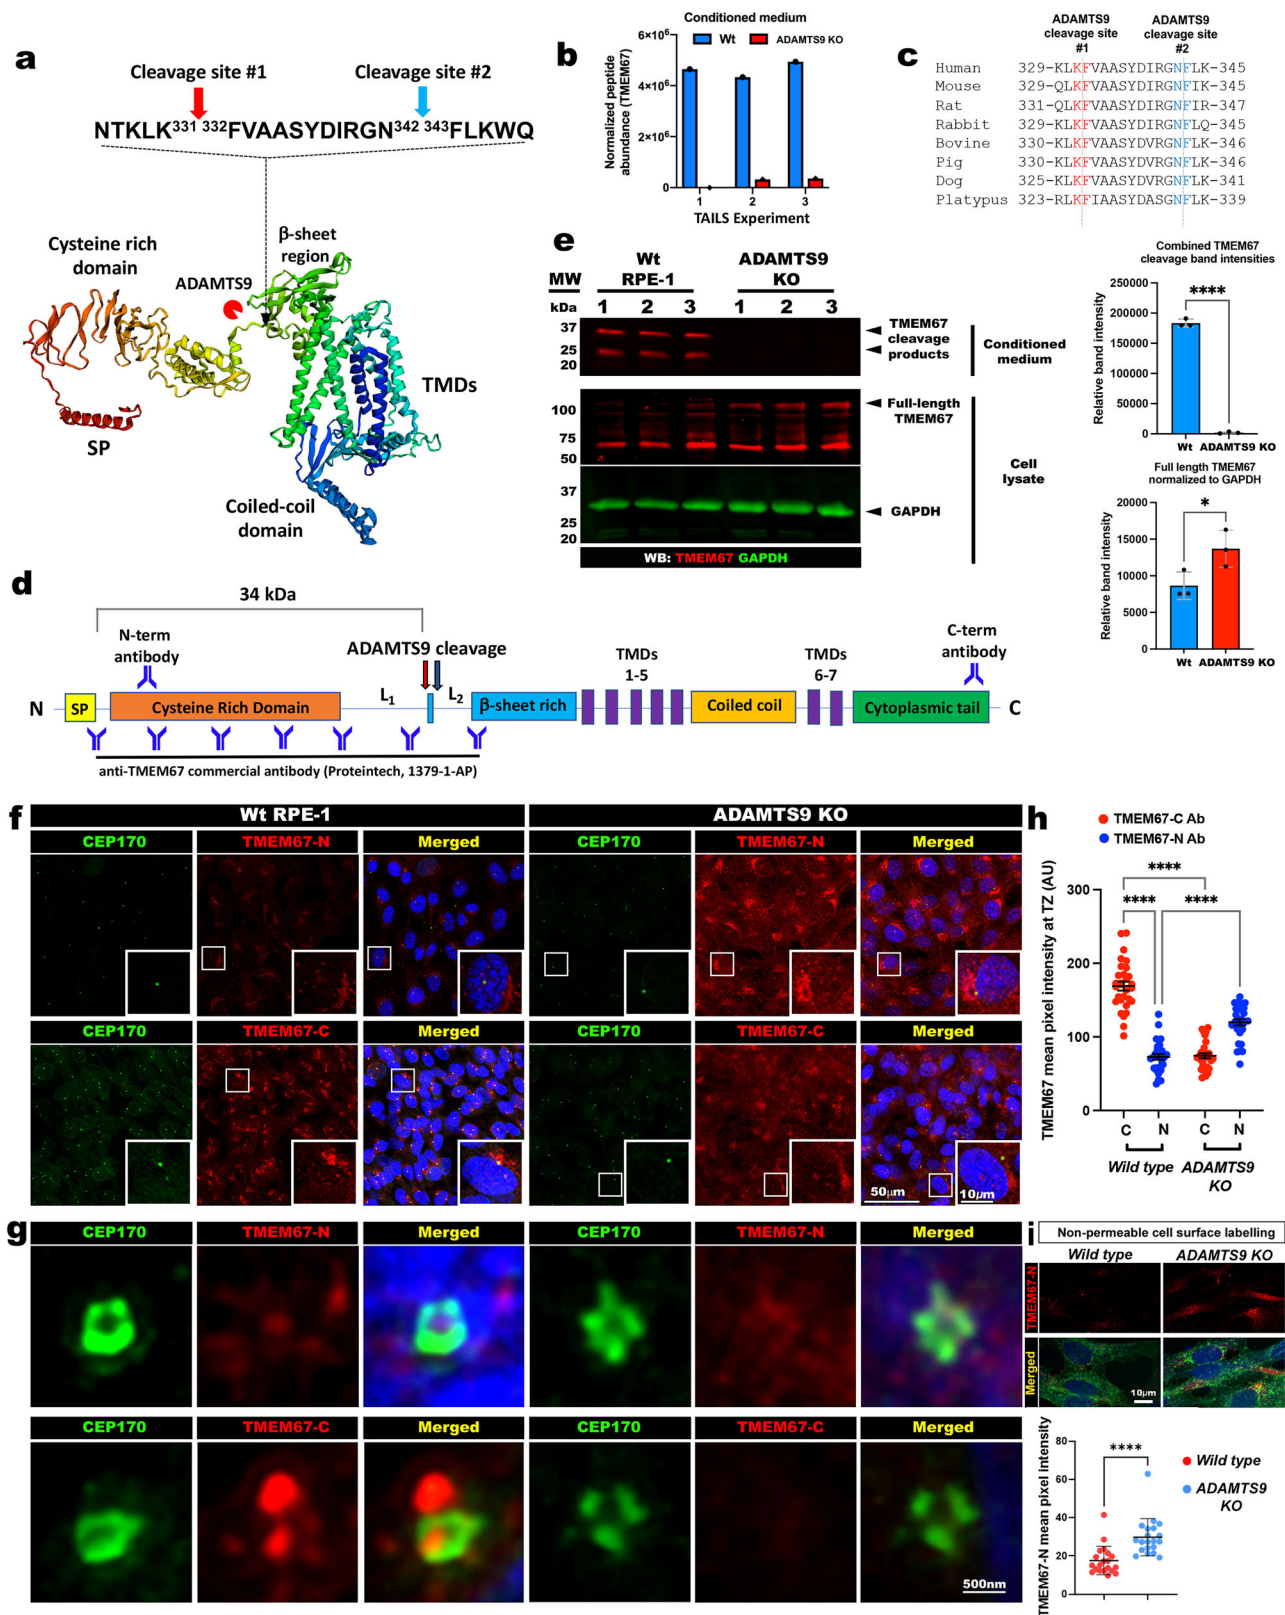 a
Cleavage site #1
Cleavage site #2
NTKLK331 332FVAASYDIRGN342 343FLKWQ
Cysteine rich
domain
β-sheet
region
ADAMTS9
TMDs
SP
Coiled-coil
domain
b
Conditioned medium
Wt
ADAMTS9 KO
Normalized peptide
abundance (TMEM67)
6×106
4×106
2×106
0
1
2
3
TAILS Experiment
c
ADAMTS9
cleavage site
#1
ADAMTS9
cleavage site
#2
Human 329-KLKFVAASYDIRGNFLK-345
Mouse 329-QLKFVAASYDIRGNFIK-345
Rat 331-QLKFVAASYDIRGNFIR-347
Rabbit 329-KLKFVAASYDIRGNFLQ-345
Bovine 330-KLKFVAASYDVRGNFLK-346
Pig 330-KLKFVAASYDVRGNFLK-346
Dog 325-KLKFVAASYDVRGNFLK-341
Platypus 323-RLKFIAASYDASGNFLK-339
e
Wt
RPE-1
ADAMTS9
KO
MW
kDa
1 2 3 1 2 3
37
25
20
TMEM67
cleavage
products
Conditioned
medium
100
75
50
Full-length
TMEM67
Cell
lysate
37
25
20
GAPDH
WB: TMEM67 GAPDH
Combined TMEM67
cleavage band intensities
Relative band intensity
250000
200000
150000
100000
50000
0
****
Wt ADAMTS9 KO
Full length TMEM67
normalized to GAPDH
Relative band intensity
20000
15000
10000
5000
0
*
Wt ADAMTS9 KO
d
34 kDa
N-term
antibody
ADAMTS9 cleavage
TMDs
1-5
TMDs
6-7
C-term
antibody
N
SP
Cysteine Rich Domain
L1
L2
β-sheet rich
Coiled coil
Cytoplasmic tail
C
anti-TMEM67 commercial antibody (Proteintech, 1379-1-AP)
f
Wt RPE-1
ADAMTS9 KO
CEP170 TMEM67-N Merged CEP170 TMEM67-N Merged
CEP170 TMEM67-C Merged CEP170 TMEM67-C Merged
50μm
10μm
h
TMEM67-C Ab
TMEM67-N Ab
TMEM67 mean pixel intensity at TZ (AU)
300
200
100
0
****
****
****
C N C N
Wild type
ADAMTS9
KO
g
CEP170 TMEM67-N Merged CEP170 TMEM67-N Merged
CEP170 TMEM67-C Merged CEP170 TMEM67-C Merged
500nm
i
Non-permeable cell surface labelling
Wild type
ADAMTS9 KO
TMEM67-N
Merged
10μm
TMEM67-N mean pixel intensity
80
60
40
20
0
****
Wild type
ADAMTS9
KO